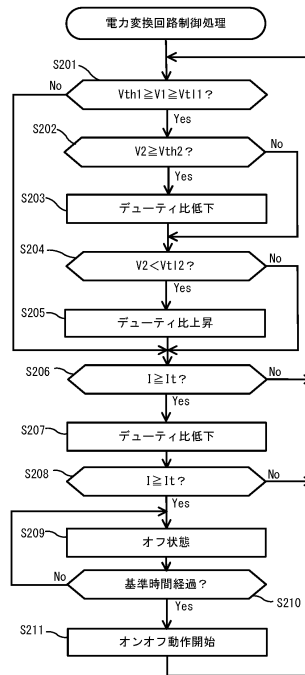 電力変換回路制御処理
S201
Vth1≧V1≧Vtl1?
No
Yes
S202
V2≧Vth2?
No
Yes
S203
デューティ比低下
S204
V2<Vtl2?
No
Yes
S205
デューティ比上昇
S206
I≧It?
No
Yes
S207
デューティ比低下
S208
I≧It?
No
Yes
S209
オフ状態
No
基準時間経過?
S210
Yes
S211
オンオフ動作開始